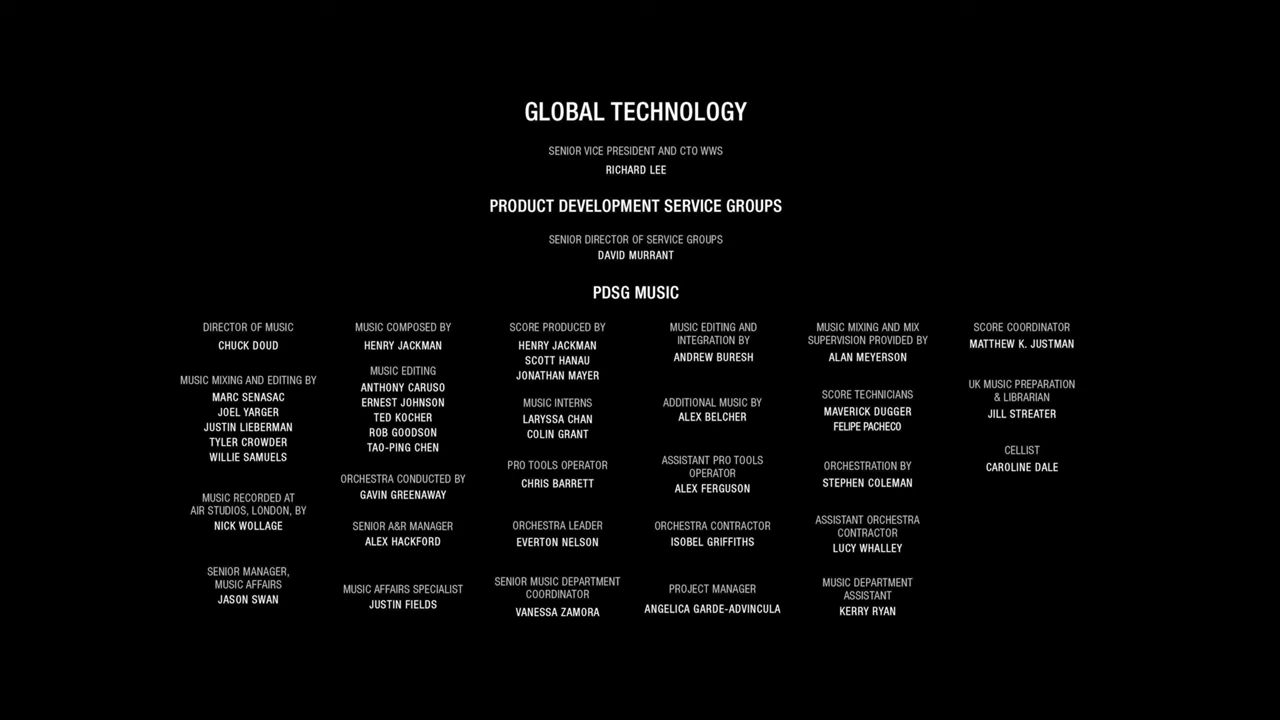 GLOBAL TECHNOLOGY
SENIOR VICE PRESIDENT AND CTO WWS
RICHARD LEE
PRODUCT DEVELOPMENT SERVICE GROUPS
SENIOR DIRECTOR OF SERVICE GROUPS
DAVID MURRANT
PDSG MUSIC
DIRECTOR OF MUSIC
CHUCK DOUD
MUSIC MIXING AND EDITING BY
MARC SENASAC
JOEL YARGER
JUSTIN LIEBERMAN
TYLER CROWDER
WILLIE SAMUELS
MUSIC RECORDED AT
AIR STUDIOS, LONDON, BY
NICK WOLLAGE
SENIOR MANAGER,
MUSIC AFFAIRS
JASON SWAN
MUSIC COMPOSED BY
HENRY JACKMAN
MUSIC EDITING
ANTHONY CARUSO
ERNEST JOHNSON
TED KOCHER
ROB GOODSON
TAO-PING CHEN
ORCHESTRA CONDUCTED BY
GAVIN GREENAWAY
SENIOR A&R MANAGER
ALEX HACKFORD
MUSIC AFFAIRS SPECIALIST
JUSTIN FIELDS
SCORE PRODUCED BY
HENRY JACKMAN
SCOTT HANAU
JONATHAN MAYER
MUSIC INTERNS
LARYSSA CHAN
COLIN GRANT
PRO TOOLS OPERATOR
CHRIS BARRETT
ORCHESTRA LEADER
EVERTON NELSON
SENIOR MUSIC DEPARTMENT
COORDINATOR
VANESSA ZAMORA
MUSIC EDITING AND
INTEGRATION BY
ANDREW BURESH
ADDITIONAL MUSIC BY
ALEX BELCHER
ASSISTANT PRO TOOLS
OPERATOR
ALEX FERGUSON
ORCHESTRA CONTRACTOR
ISOBEL GRIFFITHS
PROJECT MANAGER
ANGELICA GARDE-ADVINCULA
MUSIC MIXING AND MIX
SUPERVISION PROVIDED BY
ALAN MEYERSON
SCORE TECHNICIANS
MAVERICK DUGGER
FELIPE PACHECO
ORCHESTRATION BY
STEPHEN COLEMAN
ASSISTANT ORCHESTRA
CONTRACTOR
LUCY WHALLEY
MUSIC DEPARTMENT
ASSISTANT
KERRY RYAN
SCORE COORDINATOR
MATTHEW K. JUSTMAN
UK MUSIC PREPARATION
& LIBRARIAN
JILL STREATER
CELLIST
CAROLINE DALE